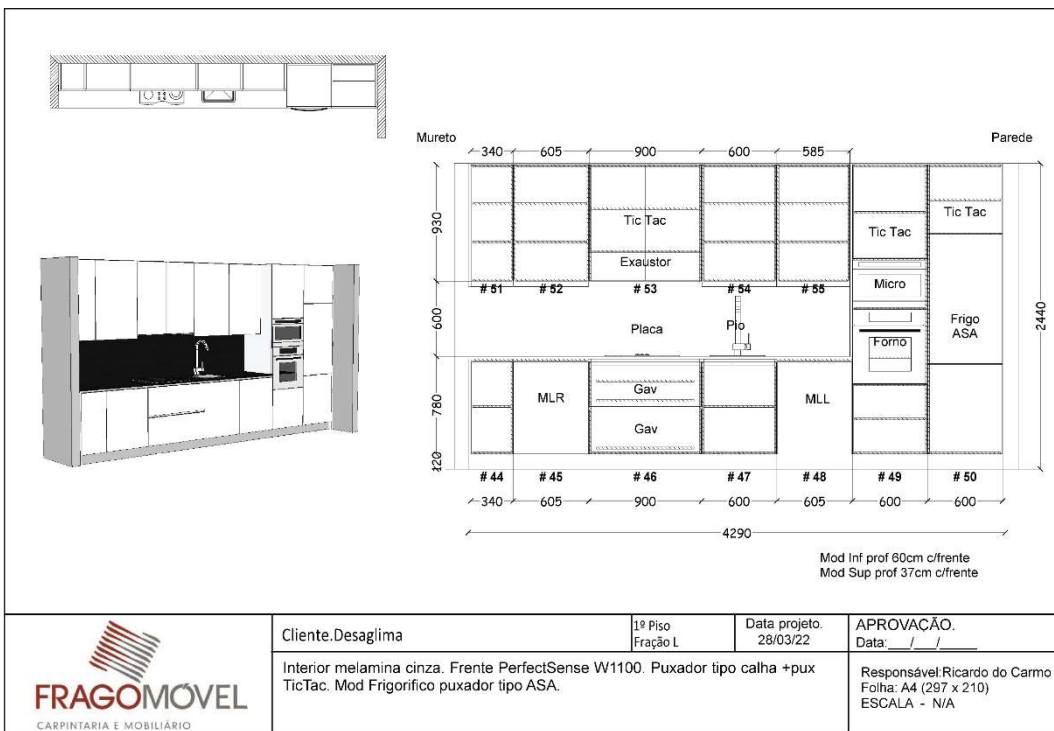 Mureto
Parede
340 605 900 600 585
930
600
780
120
2440
Tic Tac
Exaustor
Tic Tac
Tic Tac
Micro
Forno
Frigo
ASA
# 51 # 52 # 53 # 54 # 55
Placa
Pio
MLR
Gav
Gav
MLL
# 44 # 45 # 46 # 47 # 48 # 49 # 50
340 605 900 600 605 600 600
4290
Mod Inf prof 60cm c/frente
Mod Sup prof 37cm c/frente
FRAGOMÓVEL
CARPINTARIA E MOBILIÁRIO
Cliente.Desaglima
1º Piso
Fração L
Data projeto.
28/03/22
APROVAÇÃO.
Data:___/___/____
Interior melamina cinza. Frente PerfectSense W1100. Puxador tipo calha +pux
TicTac. Mod Frigorifico puxador tipo ASA.
Responsável:Ricardo do Carmo
Folha: A4 (297 x 210)
ESCALA - N/A